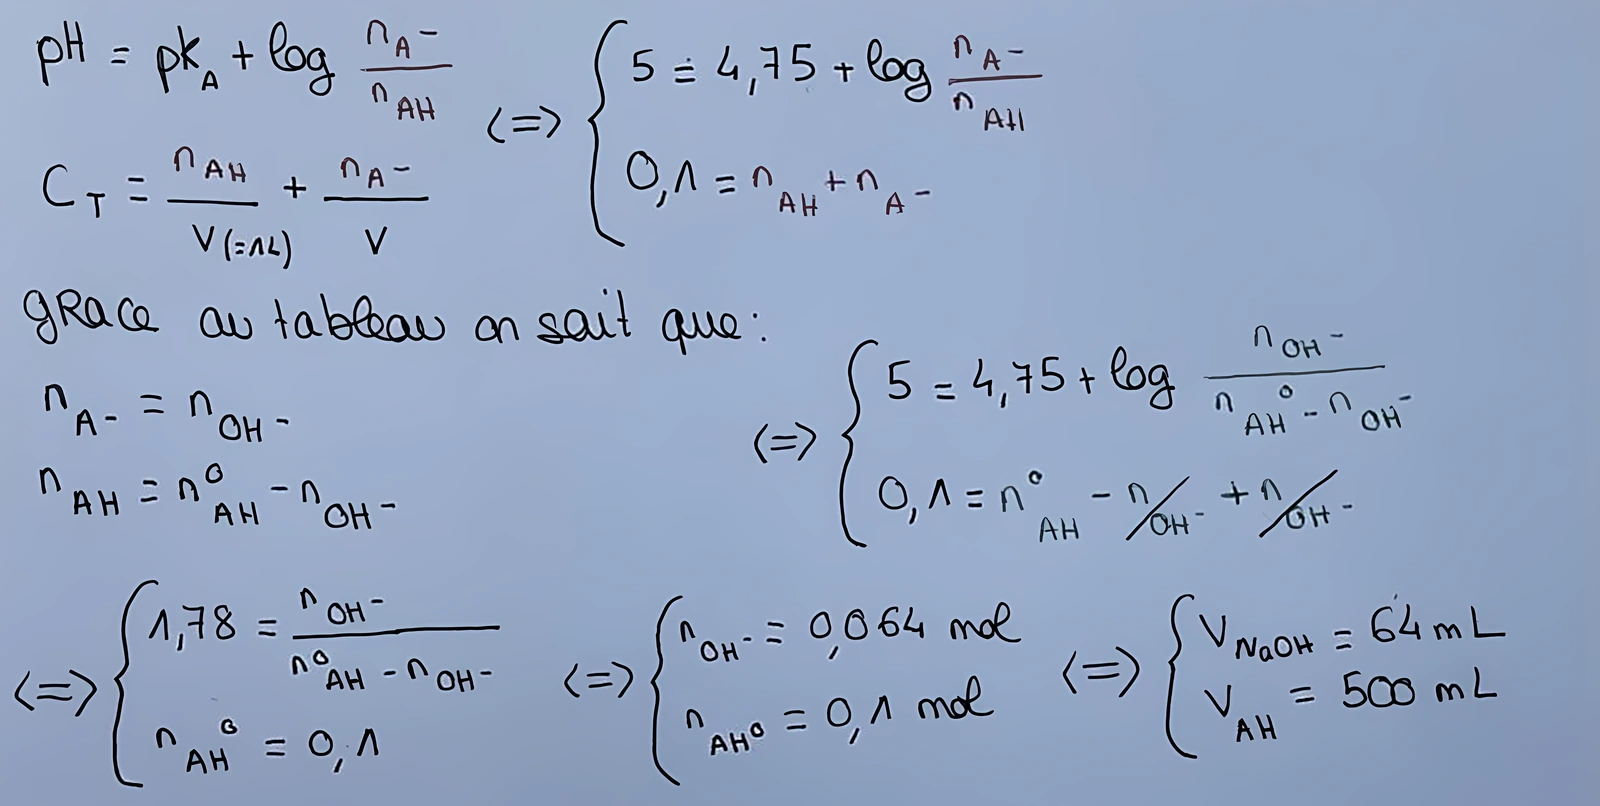 pH = pK_A + log n_A- / n_AH
C_T = n_AH / V (=1L) + n_A- / V
<=> { 5 = 4,75 + log n_A- / n_AH
0,1 = n_AH + n_A-
grace au tableau on sait que :
n_A- = n_OH-
n_AH = n°_AH - n_OH-
<=> { 5 = 4,75 + log n_OH- / n°_AH - n_OH-
0,1 = n°_AH - n_OH- + n_OH-
<=> { 1,78 = n_OH- / n°_AH - n_OH-
n_AH° = 0,1
<=> { n_OH- = 0,064 mol
n_AH° = 0,1 mol
<=> { V_NaOH = 64 mL
V_AH = 500 mL